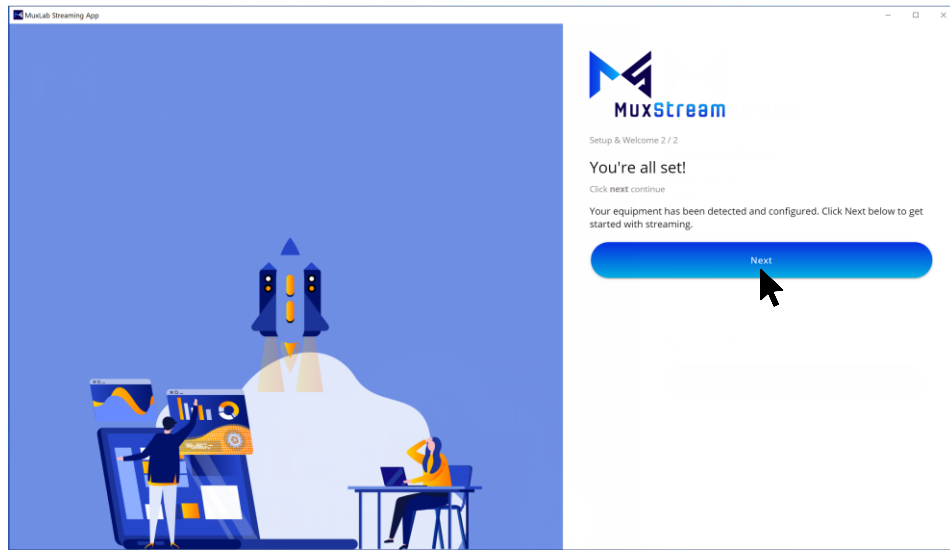 MuxLab Streaming App
MuxStream
Setup & Welcome 2 / 2
You're all set!
Click next continue
Your equipment has been detected and configured. Click Next below to get
started with streaming.
Next